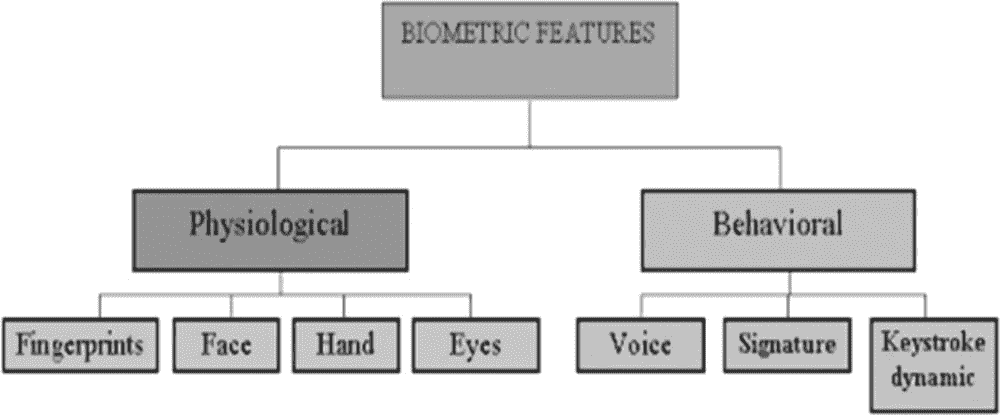 BIOMETRIC FEATURES
Physiological
Behavioral
Fingerprints
Face
Hand
Eyes
Voice
Signature
Keystroke
dynamic